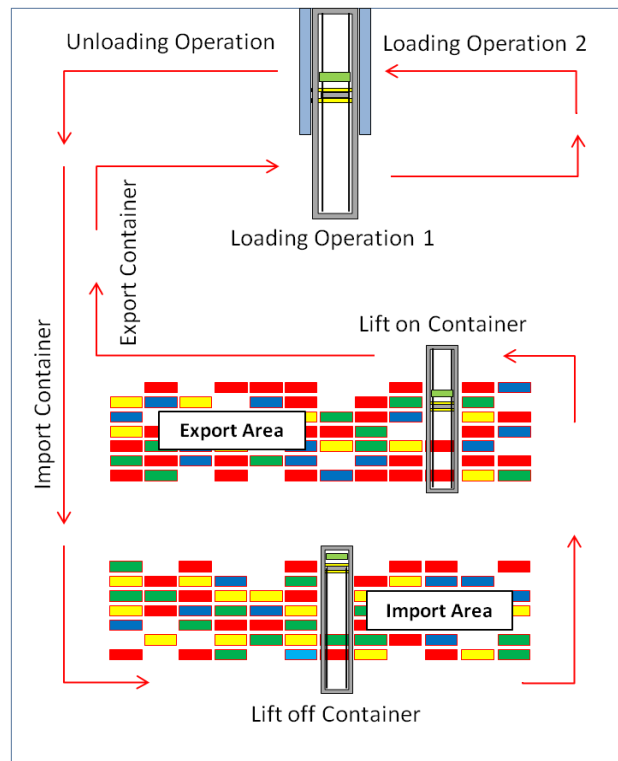 Unloading Operation
Loading Operation 2
Loading Operation 1
Export Container
Import Container
Lift on Container
Export Area
Import Area
Lift off Container